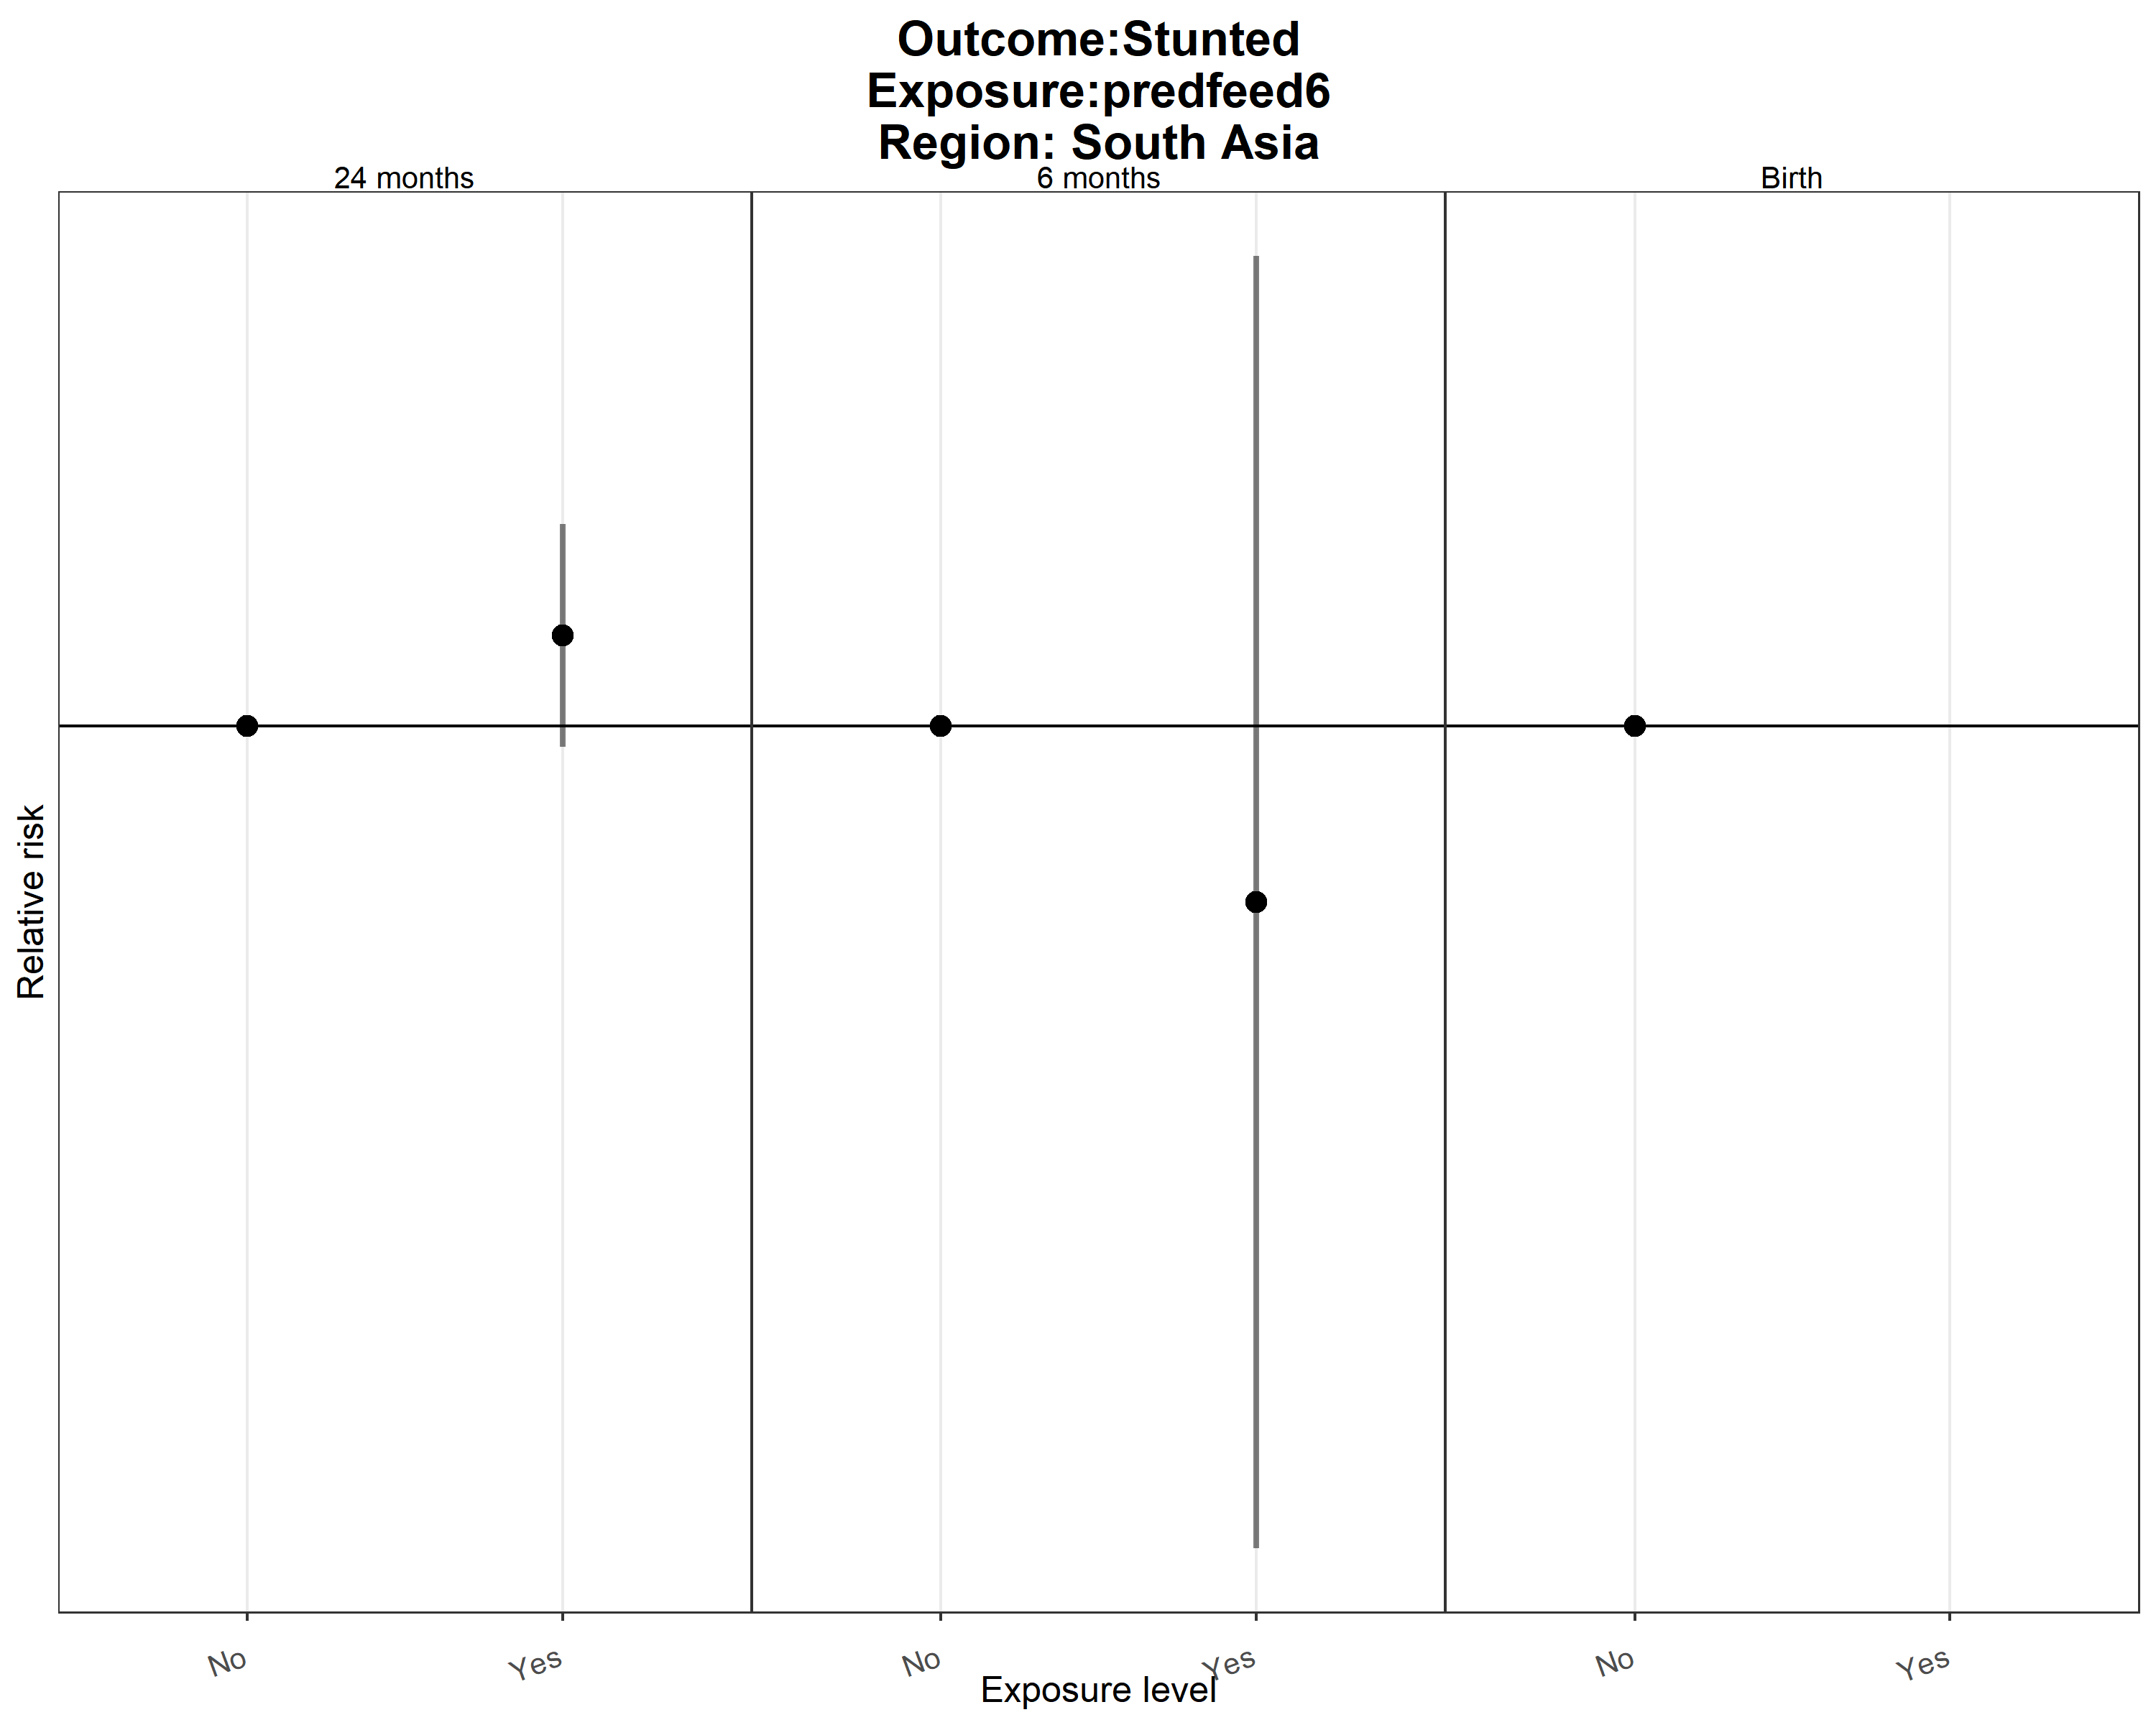 Outcome:Stunted
Exposure:predfeed6
Region: South Asia
24 months
6 months
Birth
Relative risk
No
Yes
No
Yes
No
Yes
Exposure level